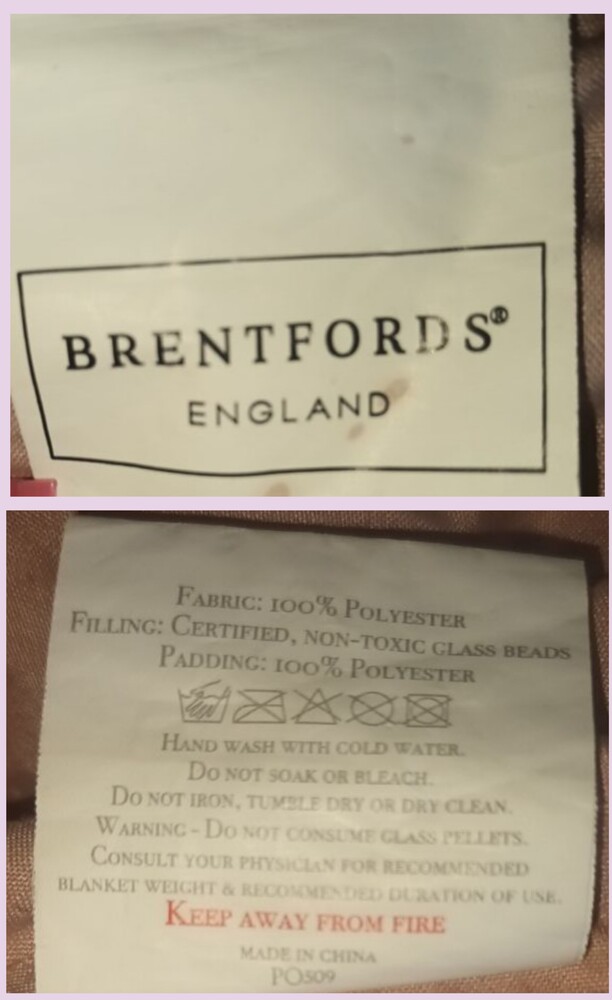 BRENTFORDS®
ENGLAND
FABRIC: 100% POLYESTER
FILLING: CERTIFIED, NON-TOXIC GLASS BEADS
PADDING: 100% POLYESTER
HAND WASH WITH COLD WATER.
DO NOT SOAK OR BLEACH.
DO NOT IRON, TUMBLE DRY OR DRY CLEAN.
WARNING - DO NOT CONSUME GLASS PELLETS.
CONSULT YOUR PHYSICIAN FOR RECOMMENDED
BLANKET WEIGHT & RECOMMENDED DURATION OF USE.
KEEP AWAY FROM FIRE
MADE IN CHINA
PO509